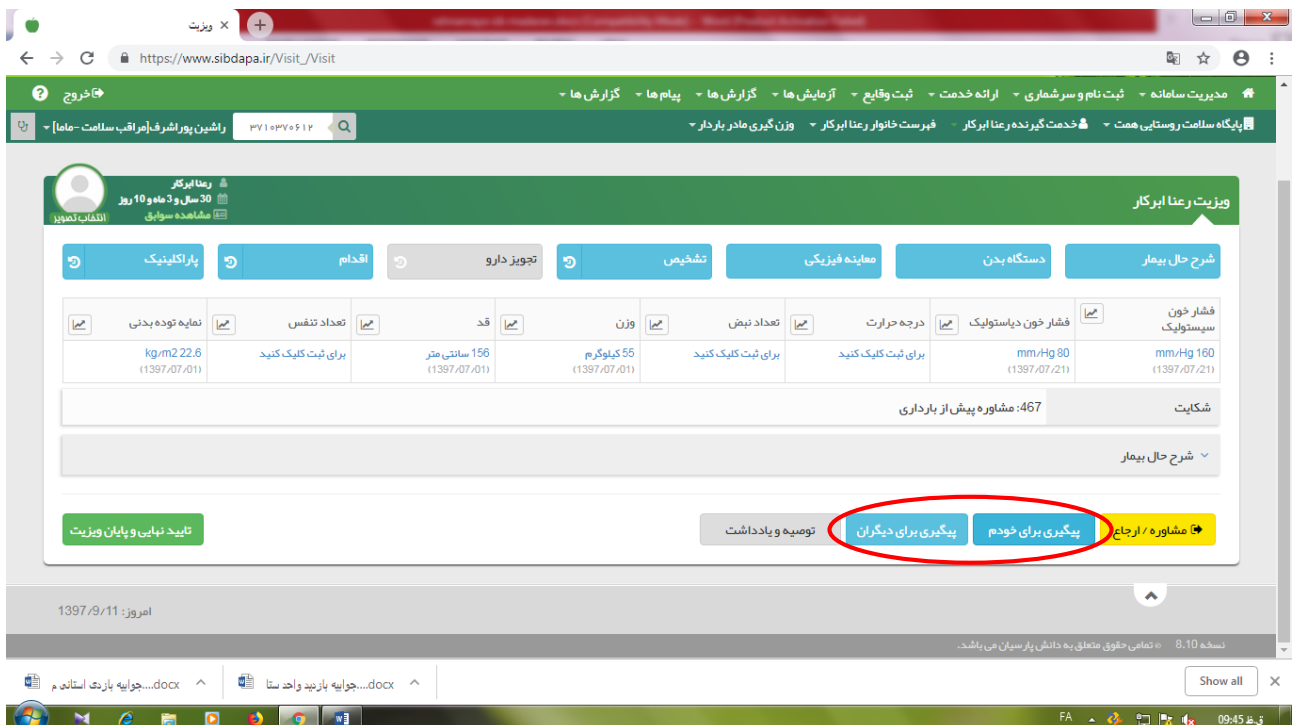 ویزیت
https://www.sibdapa.ir/Visit_/Visit
مدیریت سامانه ثبت نام و سرشماری ارائه خدمت ثبت وقایع آزمایش ها گزارش ها پیام ها گزارش ها خروج
پایگاه سلامت روستایی همت خدمت گیرنده رعنا ابرکار فهرست خانوار رعنا ابرکار وزن گیری مادر باردار ۳۷۱۰۳۷۰۶۱۲ راشین پوراشرف[مراقب سلامت -ماما]
رعنا ابرکار
30 سال و 3 ماه و 10 روز
مشاهده سوابق
انتخاب تصویر
ویزیت رعنا ابرکار
شرح حال بیمار دستگاه بدن معاینه فیزیکی تشخیص تجویز دارو اقدام پاراکلینیک
فشار خون سیستولیک فشار خون دیاستولیک درجه حرارت تعداد نبض وزن قد تعداد تنفس نمایه توده بدنی
160 mm/Hg 80 mm/Hg برای ثبت کلیک کنید برای ثبت کلیک کنید 55 کیلوگرم 156 سانتی متر برای ثبت کلیک کنید 22.6 kg/m2
(1397/07/21) (1397/07/21) (1397/07/01) (1397/07/01) (1397/07/01)
شکایت 467: مشاوره پیش از بارداری
شرح حال بیمار
مشاوره / ارجاع پیگیری برای خودم پیگیری برای دیگران توصیه و یادداشت تایید نهایی و پایان ویزیت
امروز: 1397/9/11
نسخه 8.10 © تمامی حقوق متعلق به دانش پارسیان می باشد.
جوابیه بازدی استانی م....docx جوابیه بازدید واحد ستا....docx Show all
FA 09:45 ق.ظ